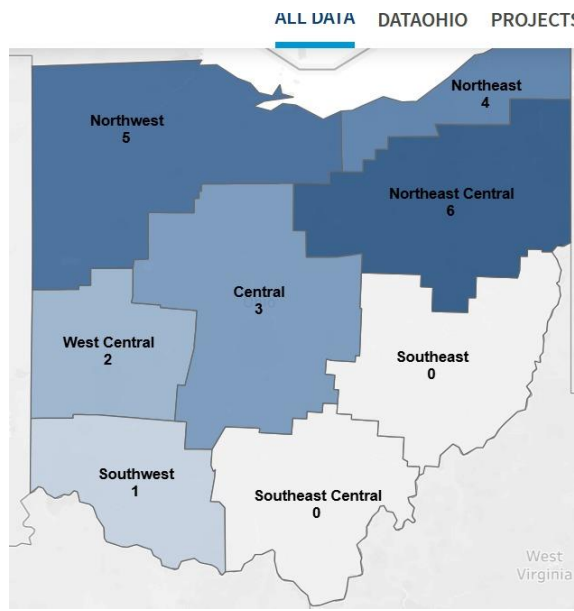 ALL DATA DATAOHIO PROJECTS
Northeast
4
Northwest
5
Northeast Central
6
Central
3
West Central
2
Southeast
0
Southwest
1
Southeast Central
0
West
Virginia